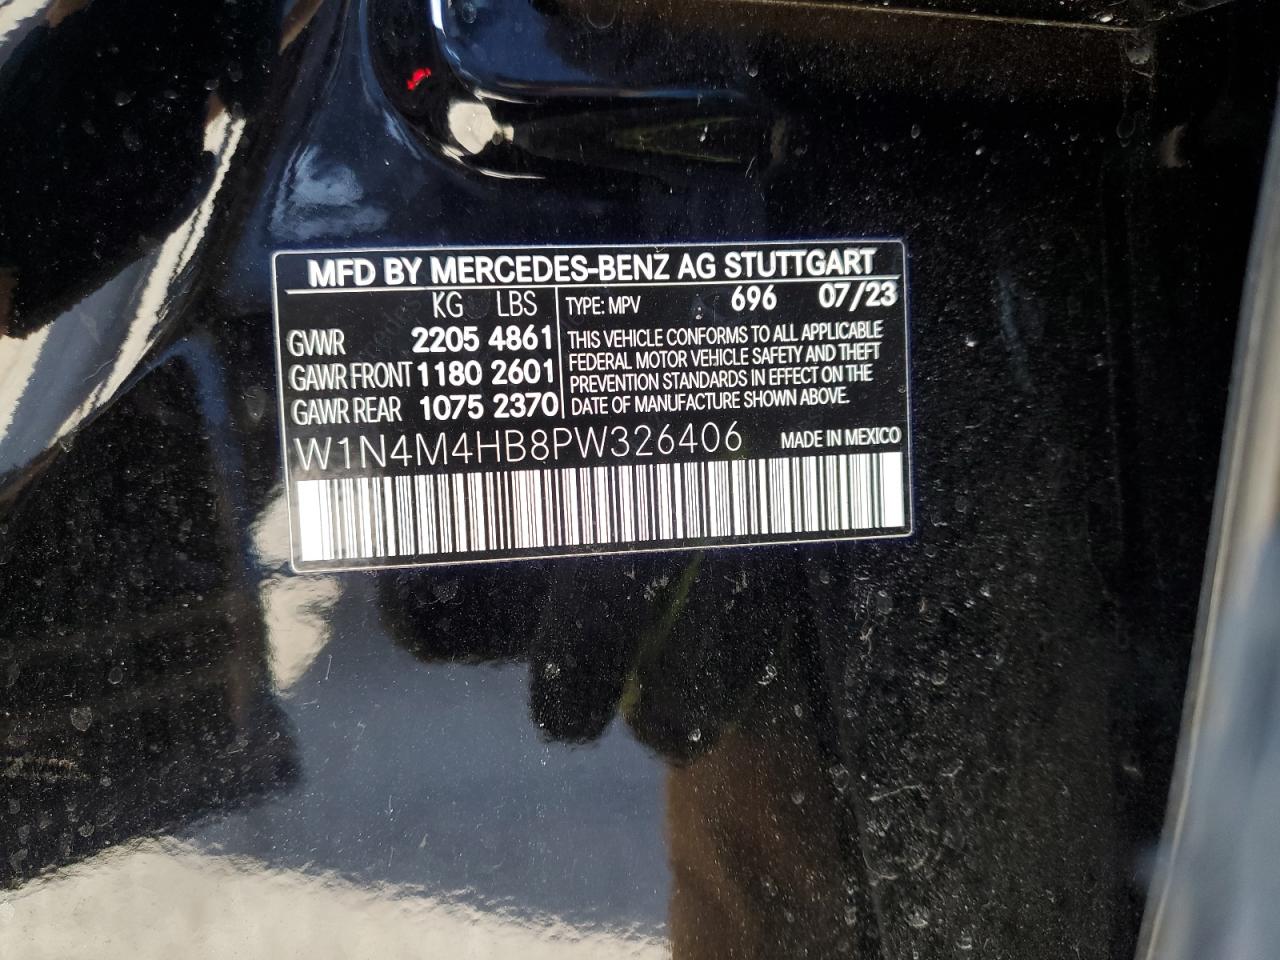 MFD BY MERCEDES-BENZ AG STUTTGART
KG LBS
GVWR 2205 4861
GAWR FRONT 1180 2601
GAWR REAR 1075 2370
TYPE: MPV 696 07/23
THIS VEHICLE CONFORMS TO ALL APPLICABLE
FEDERAL MOTOR VEHICLE SAFETY AND THEFT
PREVENTION STANDARDS IN EFFECT ON THE
DATE OF MANUFACTURE SHOWN ABOVE.
W1N4M4HB8PW326406 MADE IN MEXICO